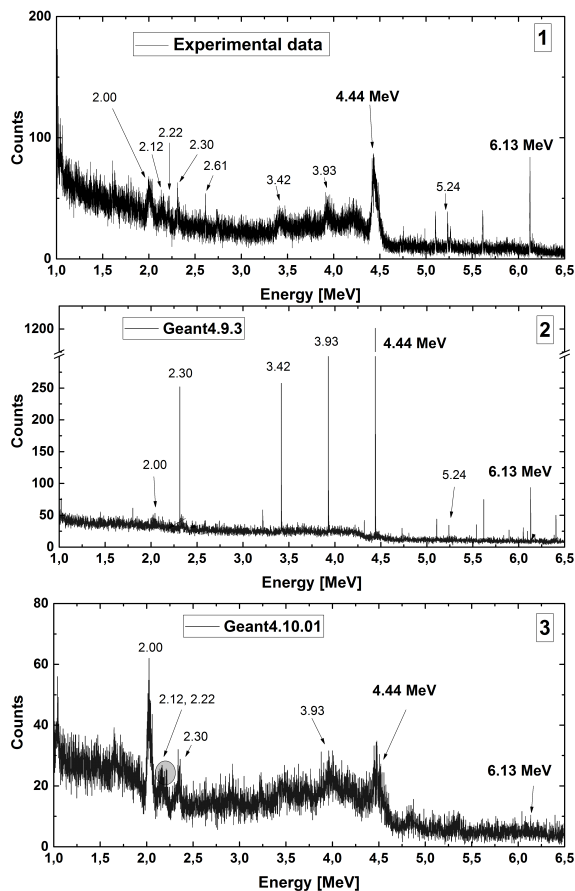 200
Experimental data
1
4.44 MeV
2.00
2.22
2.12
2.30
2.61
6.13 MeV
100
3.42
3.93
5.24
Counts
0
1,0 1,5 2,0 2,5 3,0 3,5 4,0 4,5 5,0 5,5 6,0 6,5
Energy [MeV]
1200
Geant4.9.3
2
3.93
4.44 MeV
250
2.30
3.42
200
150
2.00
6.13 MeV
100
5.24
50
0
Counts
1,0 1,5 2,0 2,5 3,0 3,5 4,0 4,5 5,0 5,5 6,0 6,5
Energy [MeV]
80
Geant4.10.01
3
2.00
60
2.12, 2.22
3.93
4.44 MeV
2.30
40
6.13 MeV
20
0
Counts
1,0 1,5 2,0 2,5 3,0 3,5 4,0 4,5 5,0 5,5 6,0 6,5
Energy [MeV]